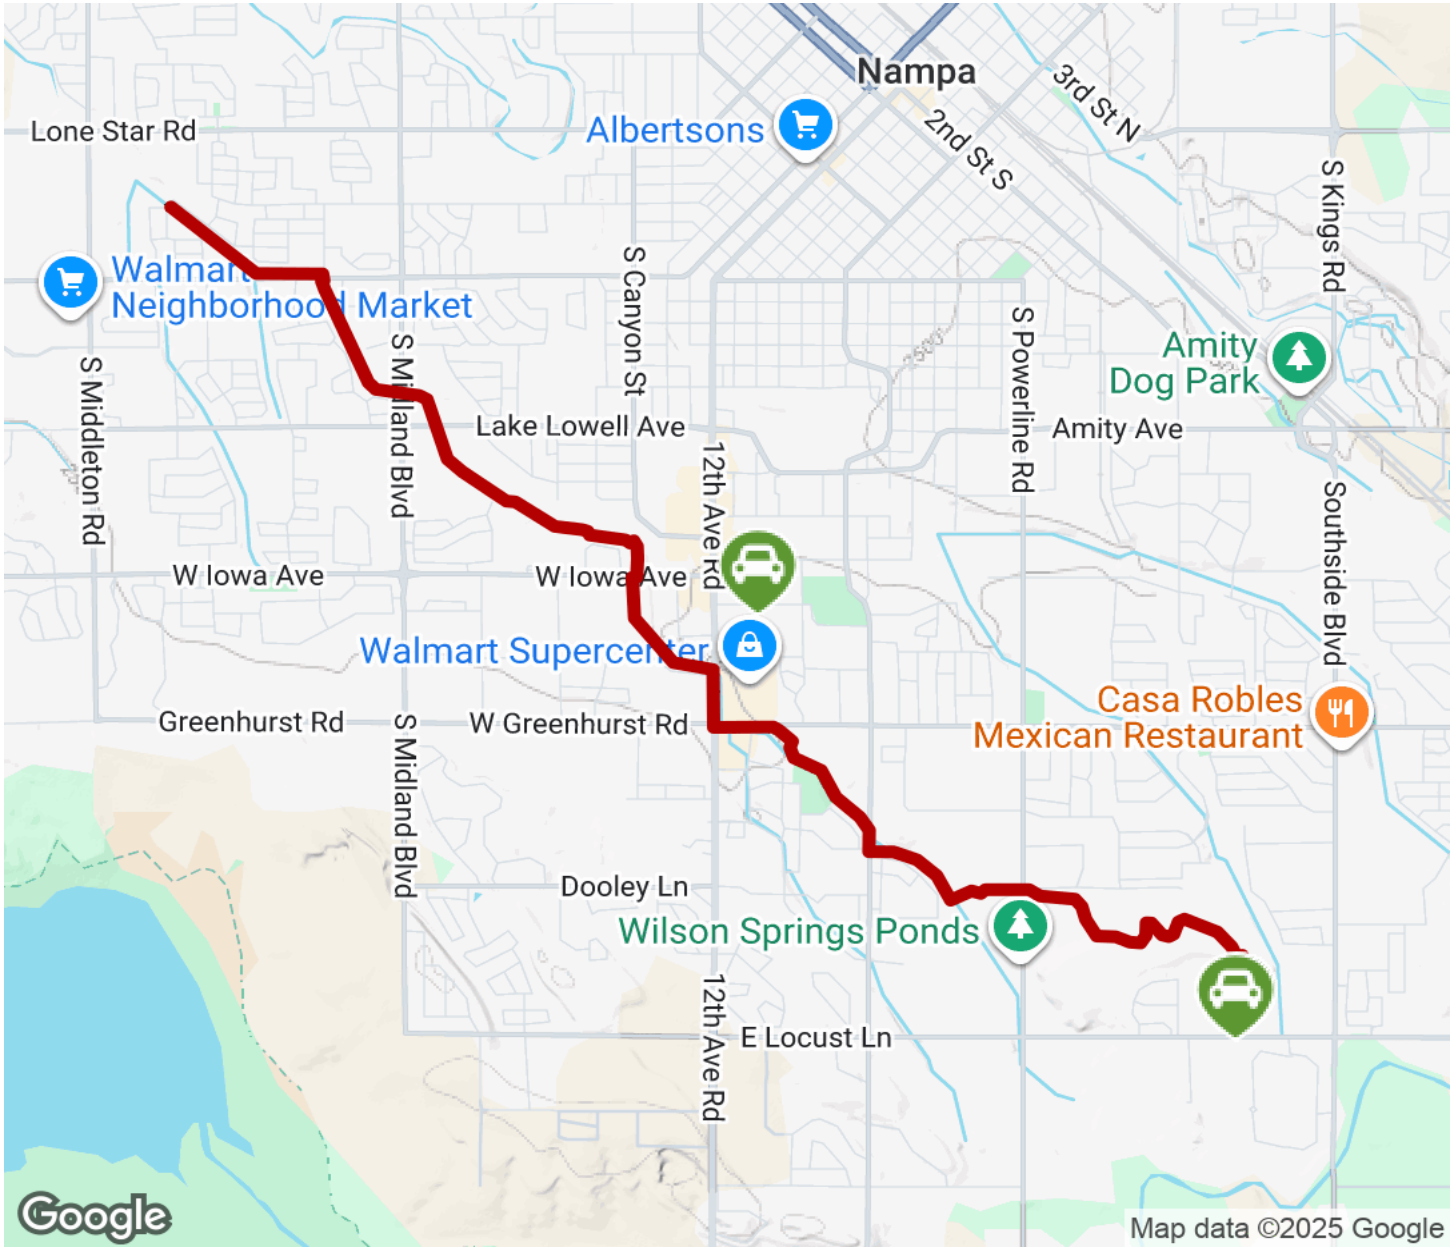 Nampa
3rd St N
Albertsons
2nd St S
Lone Star Rd
S Kings Rd
Walmart
Neighborhood Market
S Canyon St
S Powerline Rd
Amity
Dog Park
S Midland Blvd
S Middleton Rd
2500
Lake Lowell Ave
Amity Ave
12th Ave Rd
Southside Blvd
W Iowa Ave
W Iowa Ave
Walmart Supercenter
Casa Robles
Mexican Restaurant
Greenhurst Rd
W Greenhurst Rd
S Midland Blvd
Dooley Ln
Wilson Springs Ponds
12th Ave Rd
E Locust Ln
Google
Map data ©2025 Google